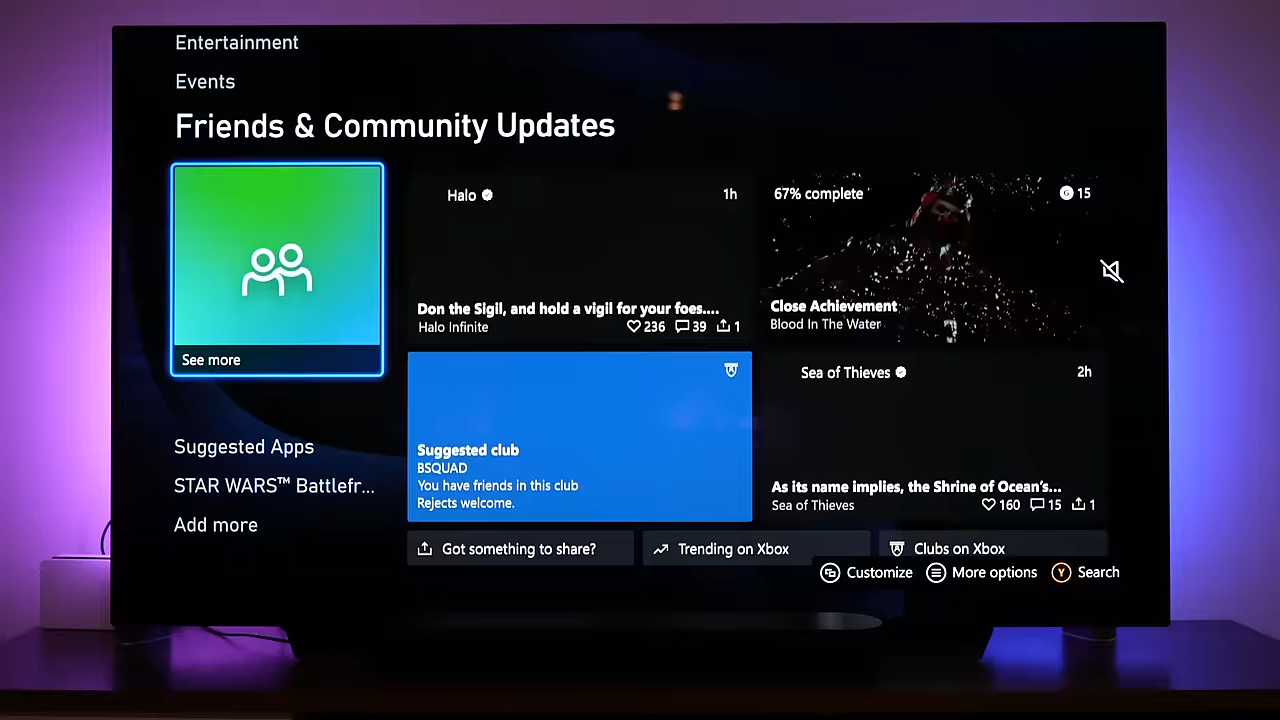 Entertainment
Events
Friends & Community Updates
See more
Halo
1h
Don the Sigil, and hold a vigil for your foes....
Halo Infinite
236
39
1
67% complete
G 15
Close Achievement
Blood In The Water
Suggested club
BSQUAD
You have friends in this club
Rejects welcome.
Sea of Thieves
2h
As its name implies, the Shrine of Ocean's...
Sea of Thieves
160
15
1
Suggested Apps
STAR WARS™ Battlefr...
Add more
Got something to share?
Trending on Xbox
Clubs on Xbox
Customize
More options
Y Search